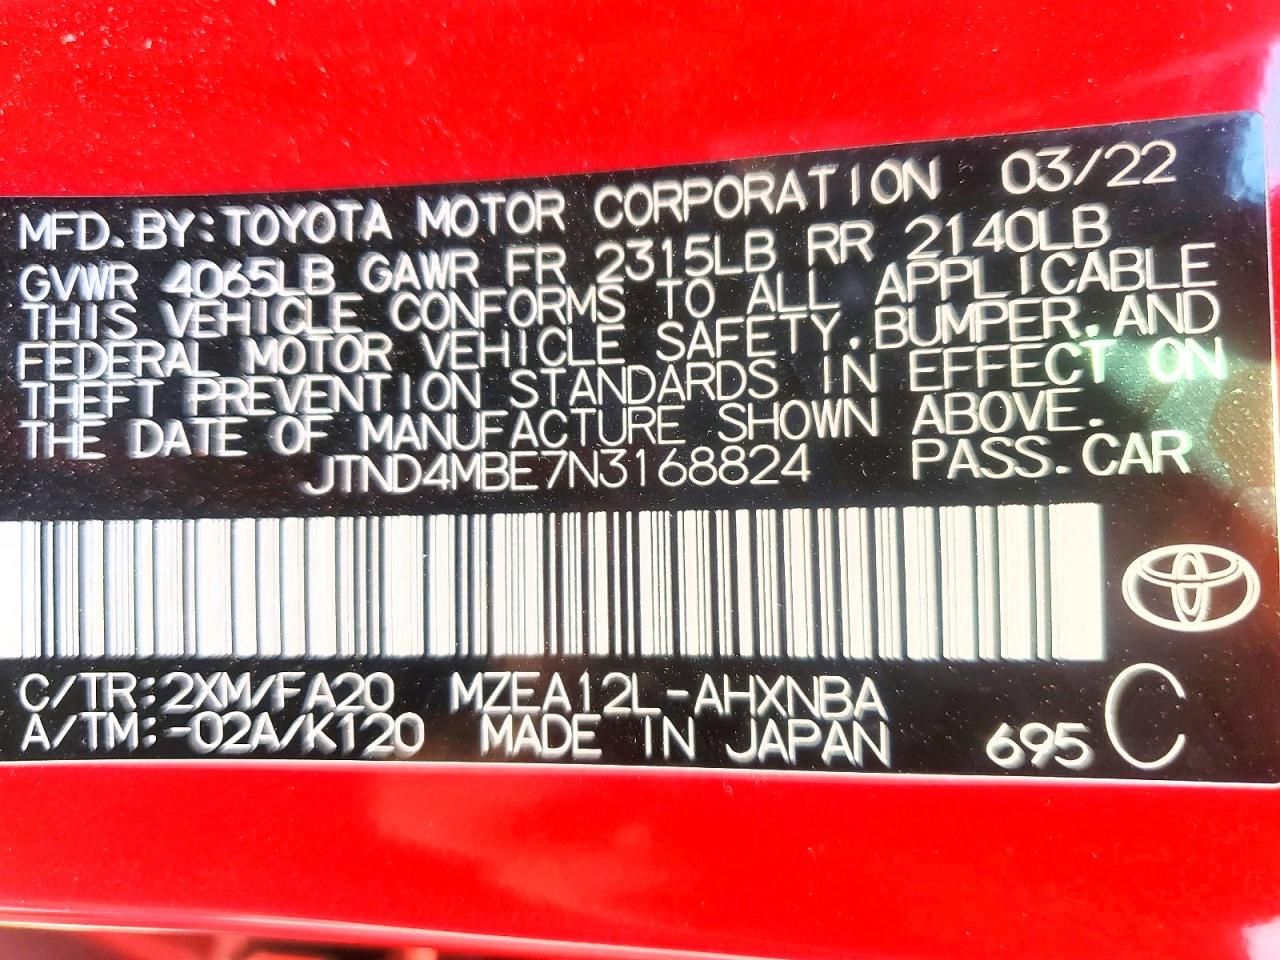 MFD. BY: TOYOTA MOTOR CORPORATION 03/22
GVWR 4065LB GAWR FR 2315LB RR 2140LB
THIS VEHICLE CONFORMS TO ALL APPLICABLE
FEDERAL MOTOR VEHICLE SAFETY, BUMPER, AND
THEFT PREVENTION STANDARDS IN EFFECT ON
THE DATE OF MANUFACTURE SHOWN ABOVE.
JTND4MBE7N3168824 PASS. CAR
C/TR: 2XM/FA20 MZEA12L-AHXNBA
A/TM: -02A/K120 MADE IN JAPAN 695 C